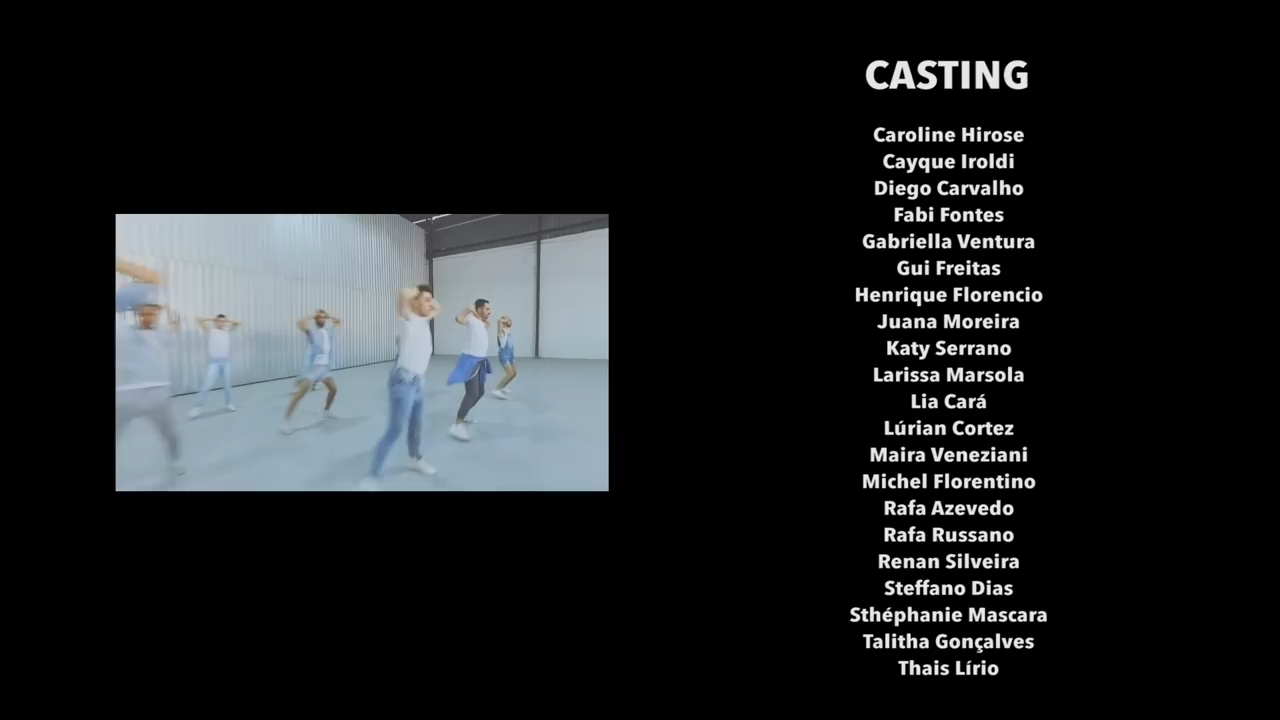 CASTING
Caroline Hirose
Cayque Iroldi
Diego Carvalho
Fabi Fontes
Gabriella Ventura
Gui Freitas
Henrique Florencio
Juana Moreira
Katy Serrano
Larissa Marsola
Lia Cará
Lúrian Cortez
Maira Veneziani
Michel Florentino
Rafa Azevedo
Rafa Russano
Renan Silveira
Steffano Dias
Sthéphanie Mascara
Talitha Gonçalves
Thais Lírio